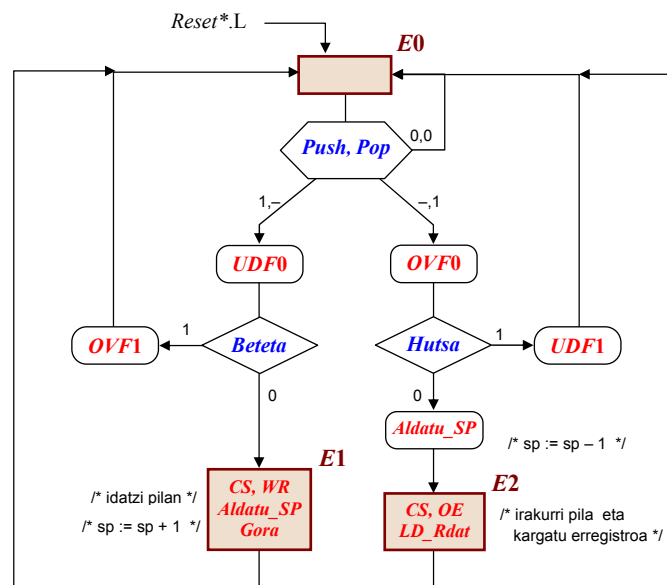 Reset*.L
E0
Push, Pop
0,0
1,–
–,1
UDF0
OVF0
OVF1
1
Beteta
Hutsa
1
UDF1
0
0
Aldatu_SP
/* sp := sp – 1 */
E1
E2
/* idatzi pilan */
/* sp := sp + 1 */
CS, WR
Aldatu_SP
Gora
CS, OE
LD_Rdat
/* irakurri pila eta
kargatu erregistroa */